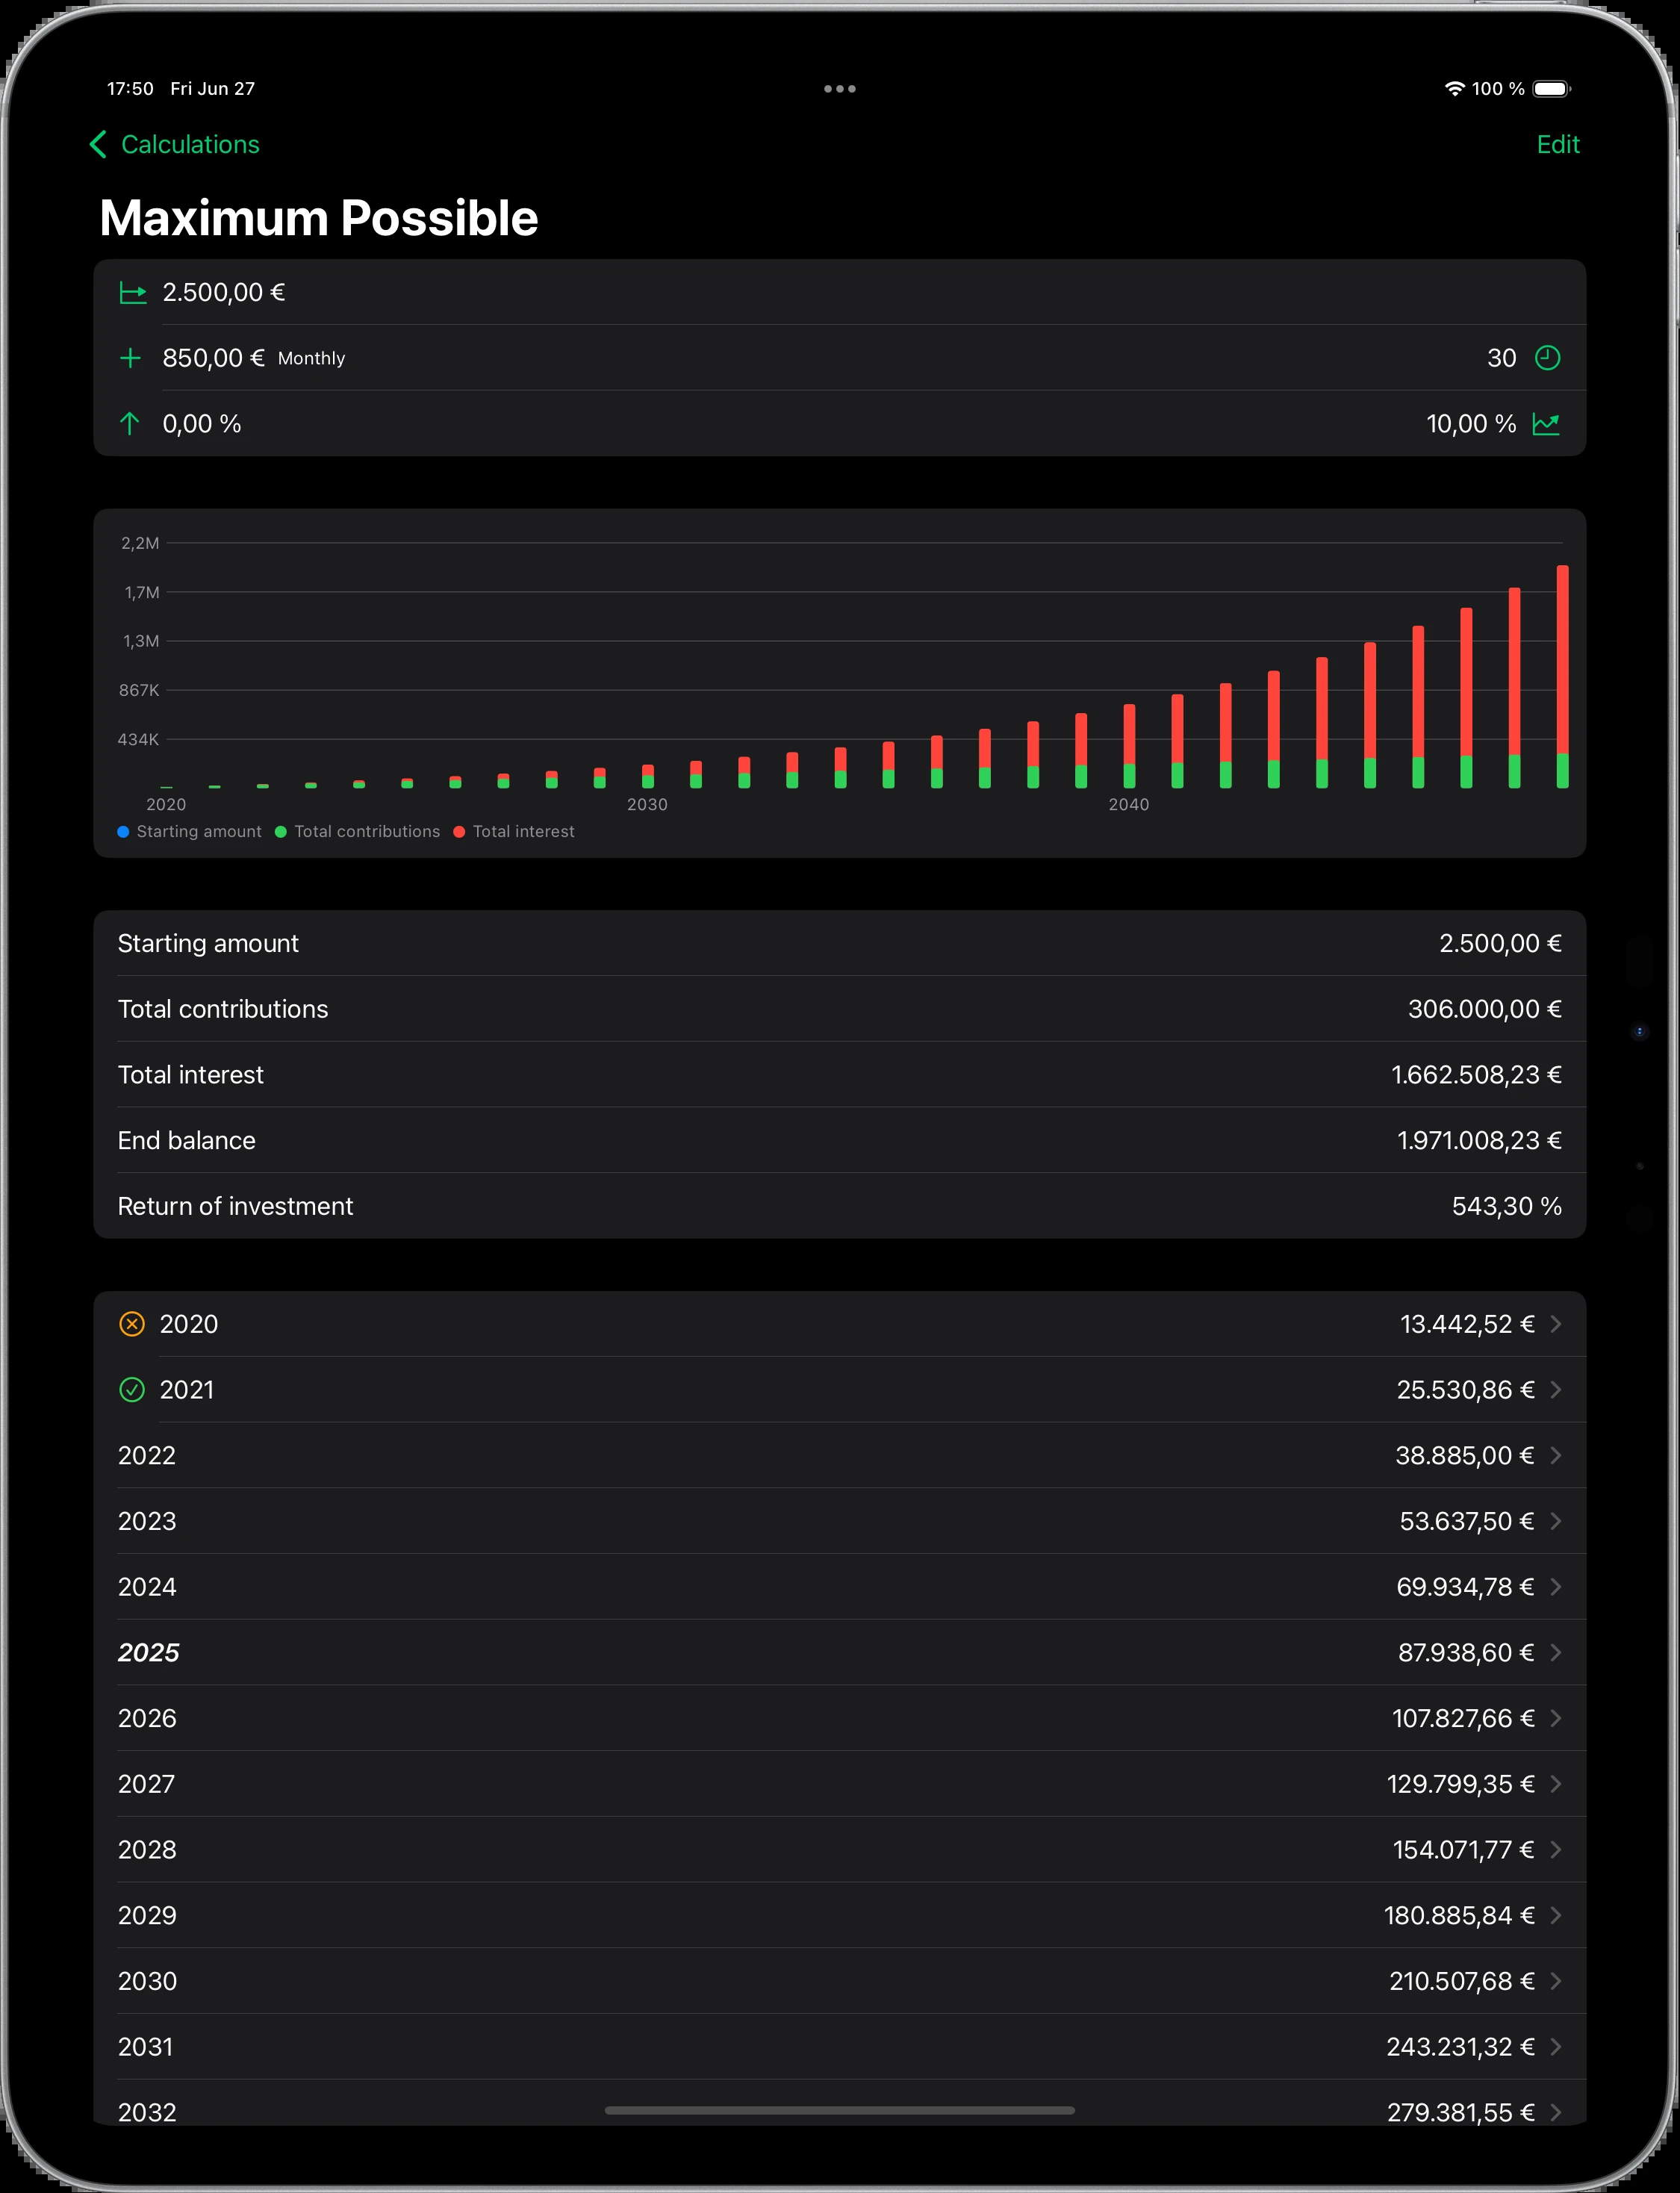 17:50 Fri Jun 27 100 %
Calculations Edit
Maximum Possible
2.500,00 €
850,00 € Monthly 30
0,00 % 10,00 %
2,2M
1,7M
1,3M
867K
434K
2020 2030 2040
Starting amount Total contributions Total interest
Starting amount 2.500,00 €
Total contributions 306.000,00 €
Total interest 1.662.508,23 €
End balance 1.971.008,23 €
Return of investment 543,30 %
2020 13.442,52 €
2021 25.530,86 €
2022 38.885,00 €
2023 53.637,50 €
2024 69.934,78 €
2025 87.938,60 €
2026 107.827,66 €
2027 129.799,35 €
2028 154.071,77 €
2029 180.885,84 €
2030 210.507,68 €
2031 243.231,32 €
2032 279.381,55 €